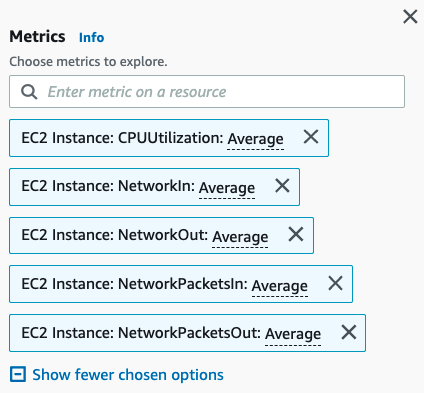 Metrics Info
Choose metrics to explore.
Enter metric on a resource
EC2 Instance: CPUUtilization: Average
EC2 Instance: NetworkIn: Average
EC2 Instance: NetworkOut: Average
EC2 Instance: NetworkPacketsIn: Average
EC2 Instance: NetworkPacketsOut: Average
Show fewer chosen options